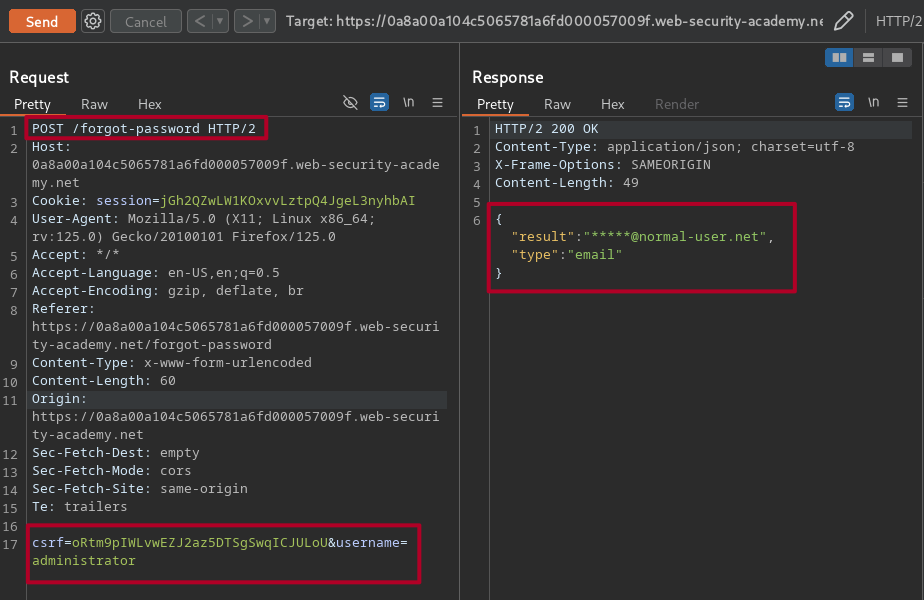 Send Cancel < > Target: https://0a8a00a104c5065781a6fd000057009f.web-security-academy.ne HTTP/2
Request
Pretty Raw Hex \n
1 POST /forgot-password HTTP/2
2 Host:
0a8a00a104c5065781a6fd000057009f.web-security-acade
my.net
3 Cookie: session=jGh2QZwLW1KOxvvLztpQ4JgeL3nyhbAI
4 User-Agent: Mozilla/5.0 (X11; Linux x86_64;
rv:125.0) Gecko/20100101 Firefox/125.0
5 Accept: */*
6 Accept-Language: en-US,en;q=0.5
7 Accept-Encoding: gzip, deflate, br
8 Referer:
https://0a8a00a104c5065781a6fd000057009f.web-securi
ty-academy.net/forgot-password
9 Content-Type: x-www-form-urlencoded
10 Content-Length: 60
11 Origin:
https://0a8a00a104c5065781a6fd000057009f.web-securi
ty-academy.net
12 Sec-Fetch-Dest: empty
13 Sec-Fetch-Mode: cors
14 Sec-Fetch-Site: same-origin
15 Te: trailers
16
17 csrf=oRtm9pIWLvwEZJ2az5DTSgSwqICJULoU&username=
administrator
Response
Pretty Raw Hex Render \n
1 HTTP/2 200 OK
2 Content-Type: application/json; charset=utf-8
3 X-Frame-Options: SAMEORIGIN
4 Content-Length: 49
5
6 {
"result":"*****@normal-user.net",
"type":"email"
}